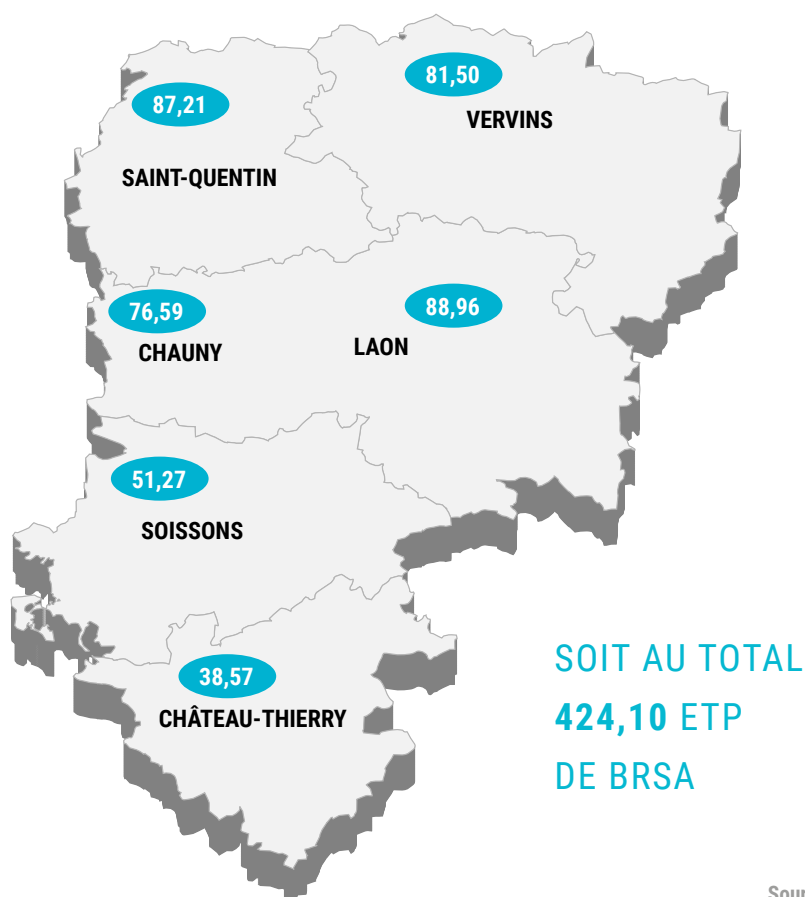 87,21
81,50
VERVINS
SAINT-QUENTIN
76,59
CHAUNY
88,96
LAON
51,27
SOISSONS
38,57
CHÂTEAU-THIERRY
SOIT AU TOTAL
424,10 ETP
DE BRSA
Sour